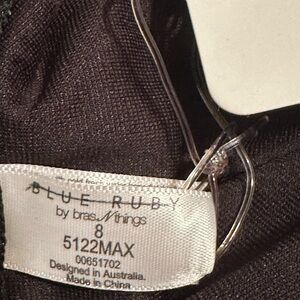 BLUE RUBY
by bras N things
8
5122MAX
00651702
Designed in Australia.
Made in China